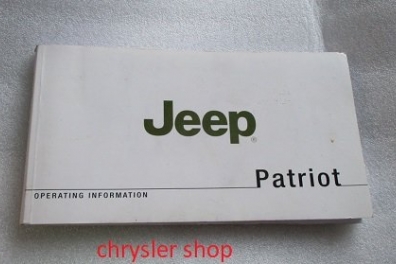 Jeep®
Patriot
OPERATING INFORMATION
chrysler shop